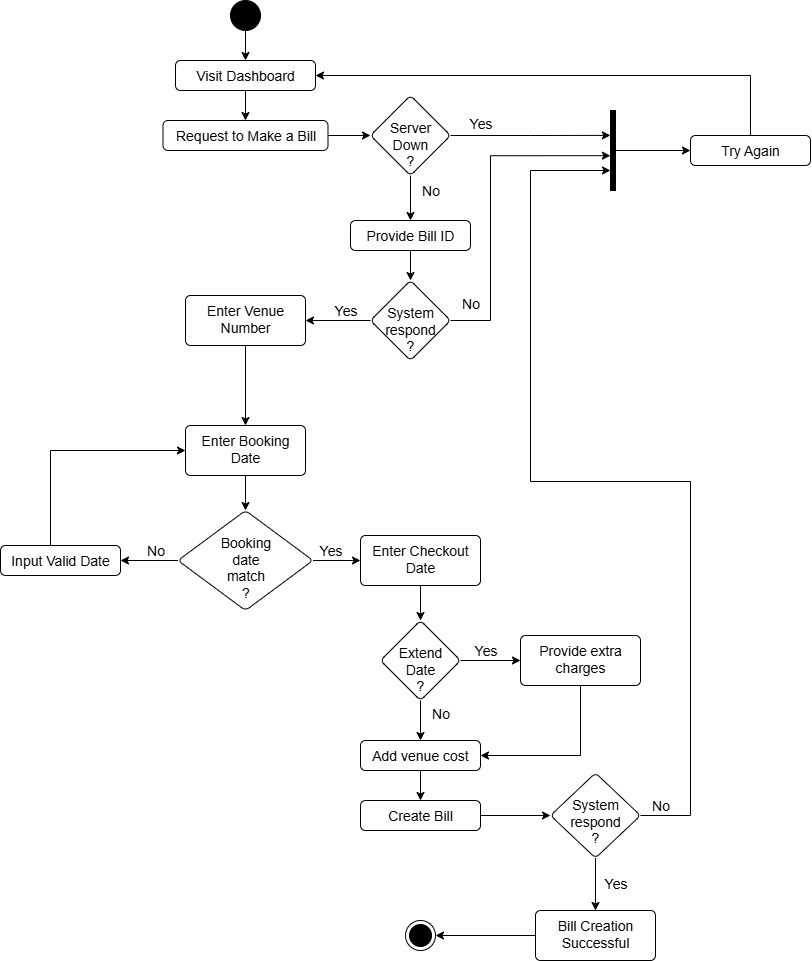 Visit Dashboard
Request to Make a Bill
Server
Down
?
Yes
Try Again
No
Provide Bill ID
Enter Venue
Number
Yes
System
respond
?
No
Enter Booking
Date
Input Valid Date
No
Booking
date
match
?
Yes
Enter Checkout
Date
Extend
Date
?
Yes
Provide extra
charges
No
Add venue cost
Create Bill
System
respond
?
No
Yes
Bill Creation
Successful